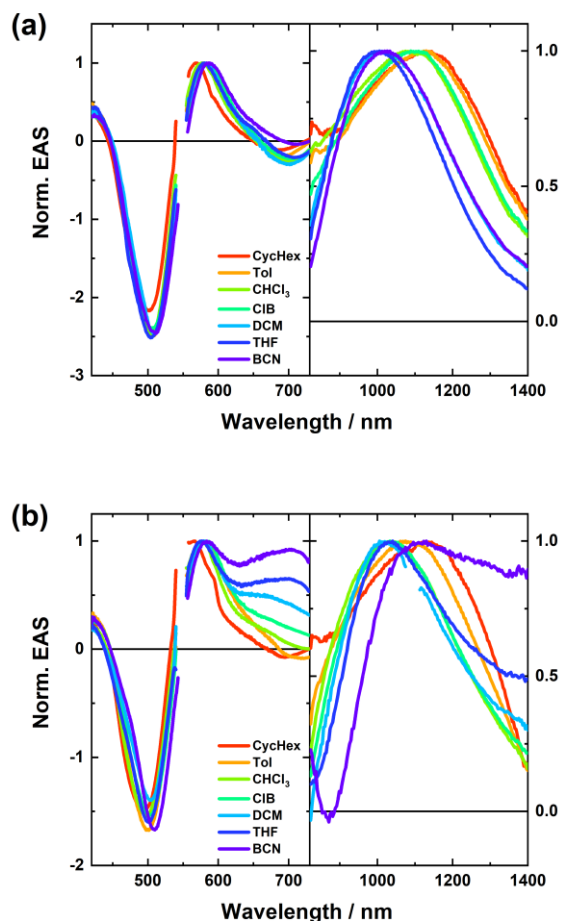 (a)
Norm. EAS
1
0
-1
-2
-3
1.0
0.5
0.0
CycHex
Tol
CHCl₃
ClB
DCM
THF
BCN
500 600 700 1000 1200 1400
Wavelength / nm
(b)
Norm. EAS
1
0
-1
-2
1.0
0.5
0.0
CycHex
Tol
CHCl₃
ClB
DCM
THF
BCN
500 600 700 1000 1200 1400
Wavelength / nm